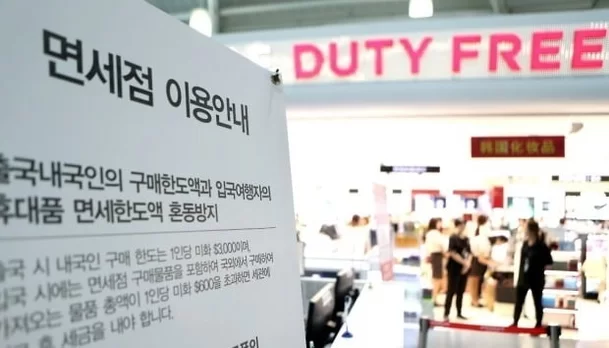 면세점 이용안내
출국내국인의 구매한도액과 입국여행자의
휴대품 면세한도액 혼동방지
출국 시 내국인 구매 한도는 1인당 미화 $3,000이며,
입국 시에는 면세점 구매물품을 포함하여 국외에서 구매하여
가져오는 물품 총액이 1인당 미화 $600을 초과하면 세관에
후 세금을 내야 합니다.
DUTY FREE
韩国化妆品